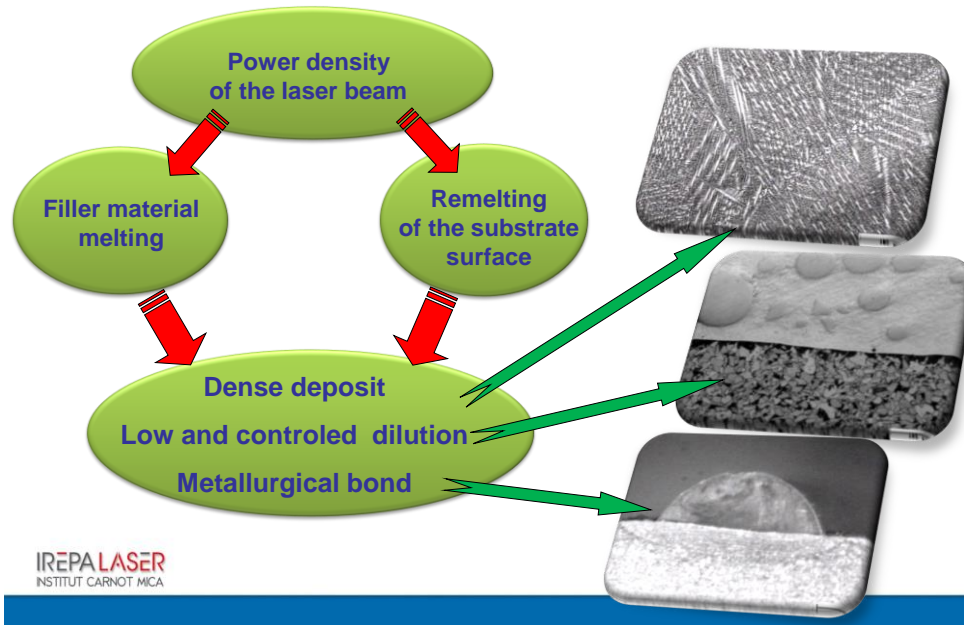 Power density
of the laser beam
Filler material
melting
Remelting
of the substrate
surface
Dense deposit
Low and controled dilution
Metallurgical bond
IREPA LASER
INSTITUT CARNOT MICA